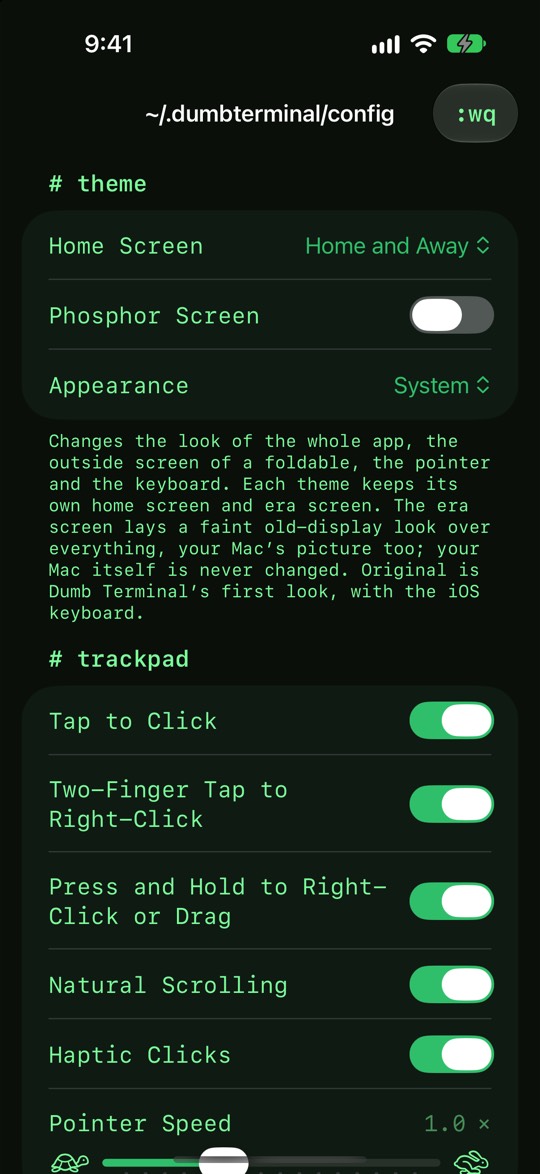 9:41
~/.dumbterminal/config
:wq
# theme
Home Screen
Home and Away
Phosphor Screen
Appearance
System
Changes the look of the whole app, the
outside screen of a foldable, the pointer
and the keyboard. Each theme keeps its
own home screen and era screen. The era
screen lays a faint old-display look over
everything, your Mac’s picture too; your
Mac itself is never changed. Original is
Dumb Terminal’s first look, with the iOS
keyboard.
# trackpad
Tap to Click
Two-Finger Tap to
Right-Click
Press and Hold to Right-
Click or Drag
Natural Scrolling
Haptic Clicks
Pointer Speed
1.0 ×